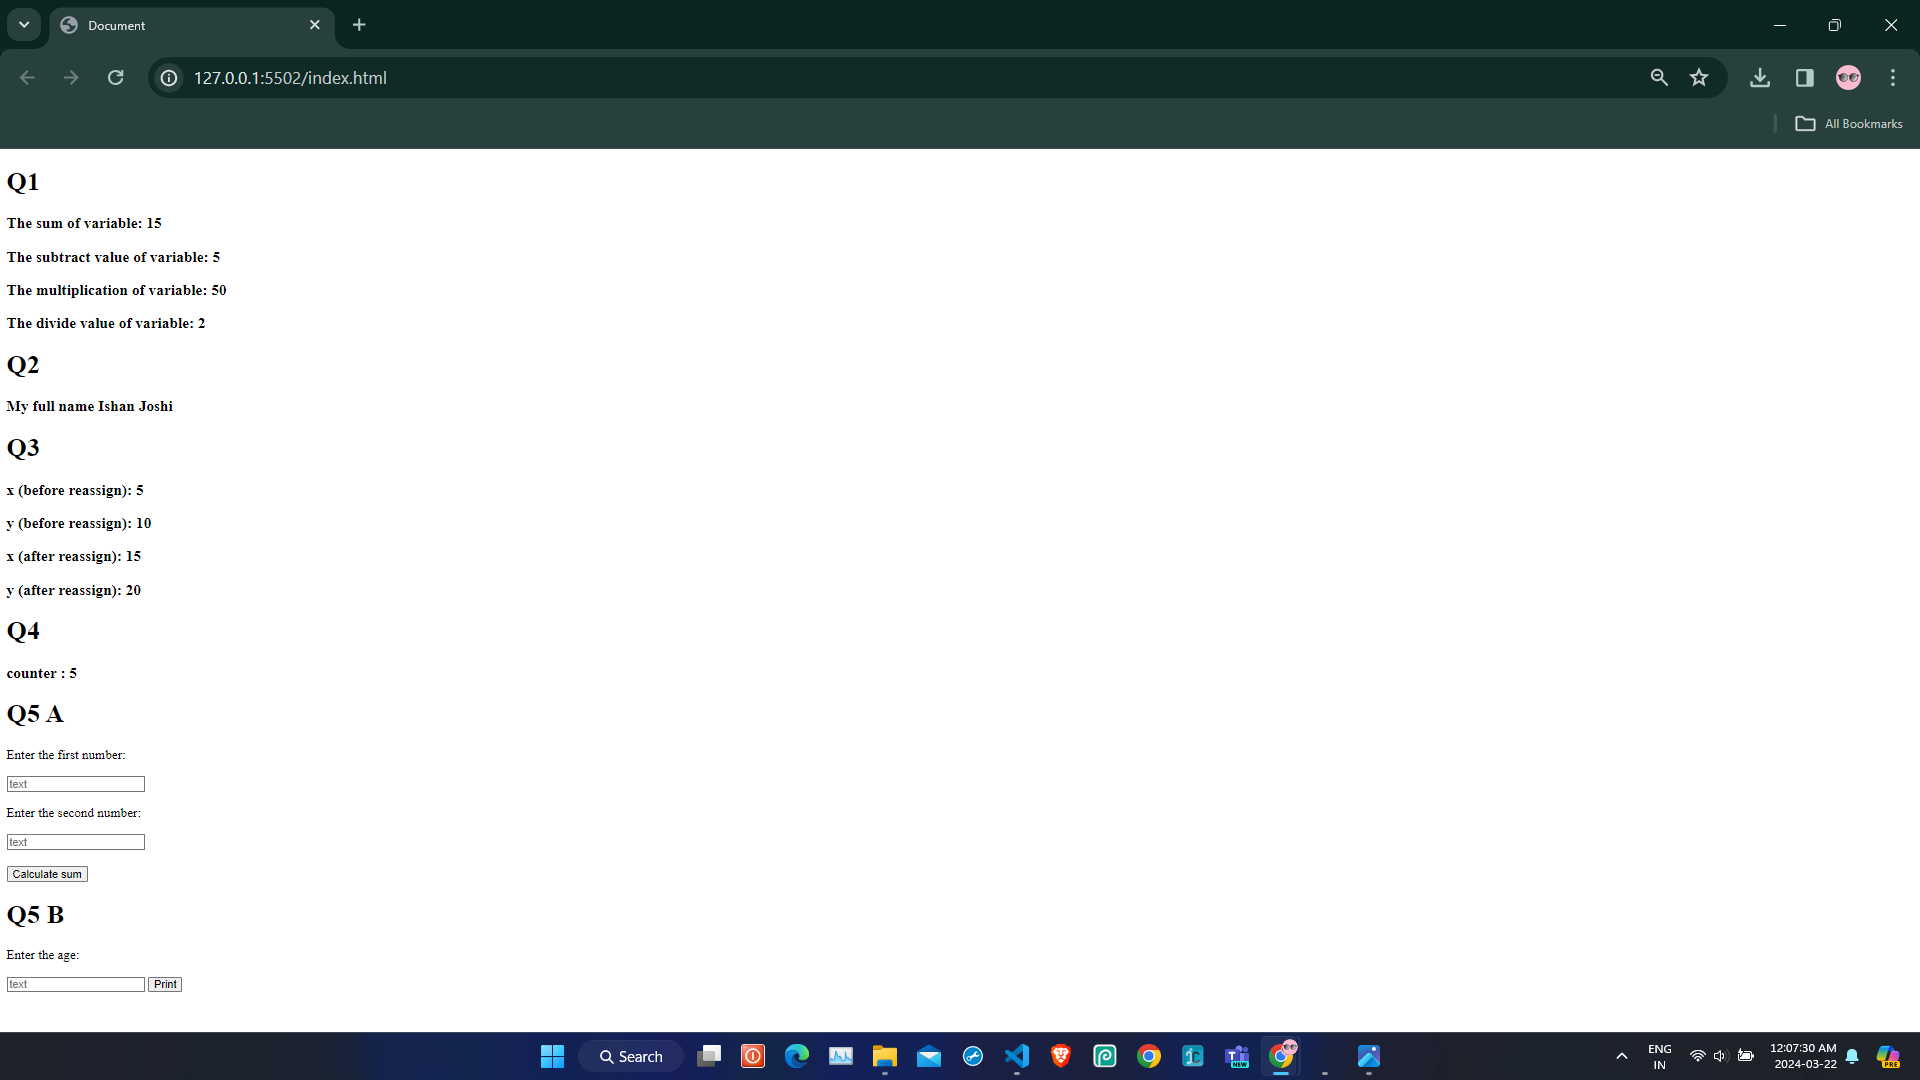 Document
127.0.0.1:5502/index.html
All Bookmarks
Q1
The sum of variable: 15
The subtract value of variable: 5
The multiplication of variable: 50
The divide value of variable: 2
Q2
My full name Ishan Joshi
Q3
x (before reassign): 5
y (before reassign): 10
x (after reassign): 15
y (after reassign): 20
Q4
counter : 5
Q5 A
Enter the first number:
text
Enter the second number:
text
Calculate sum
Q5 B
Enter the age:
text Print
Search
NEW
ENG
IN
12:07:30 AM
2024-03-22
PRE